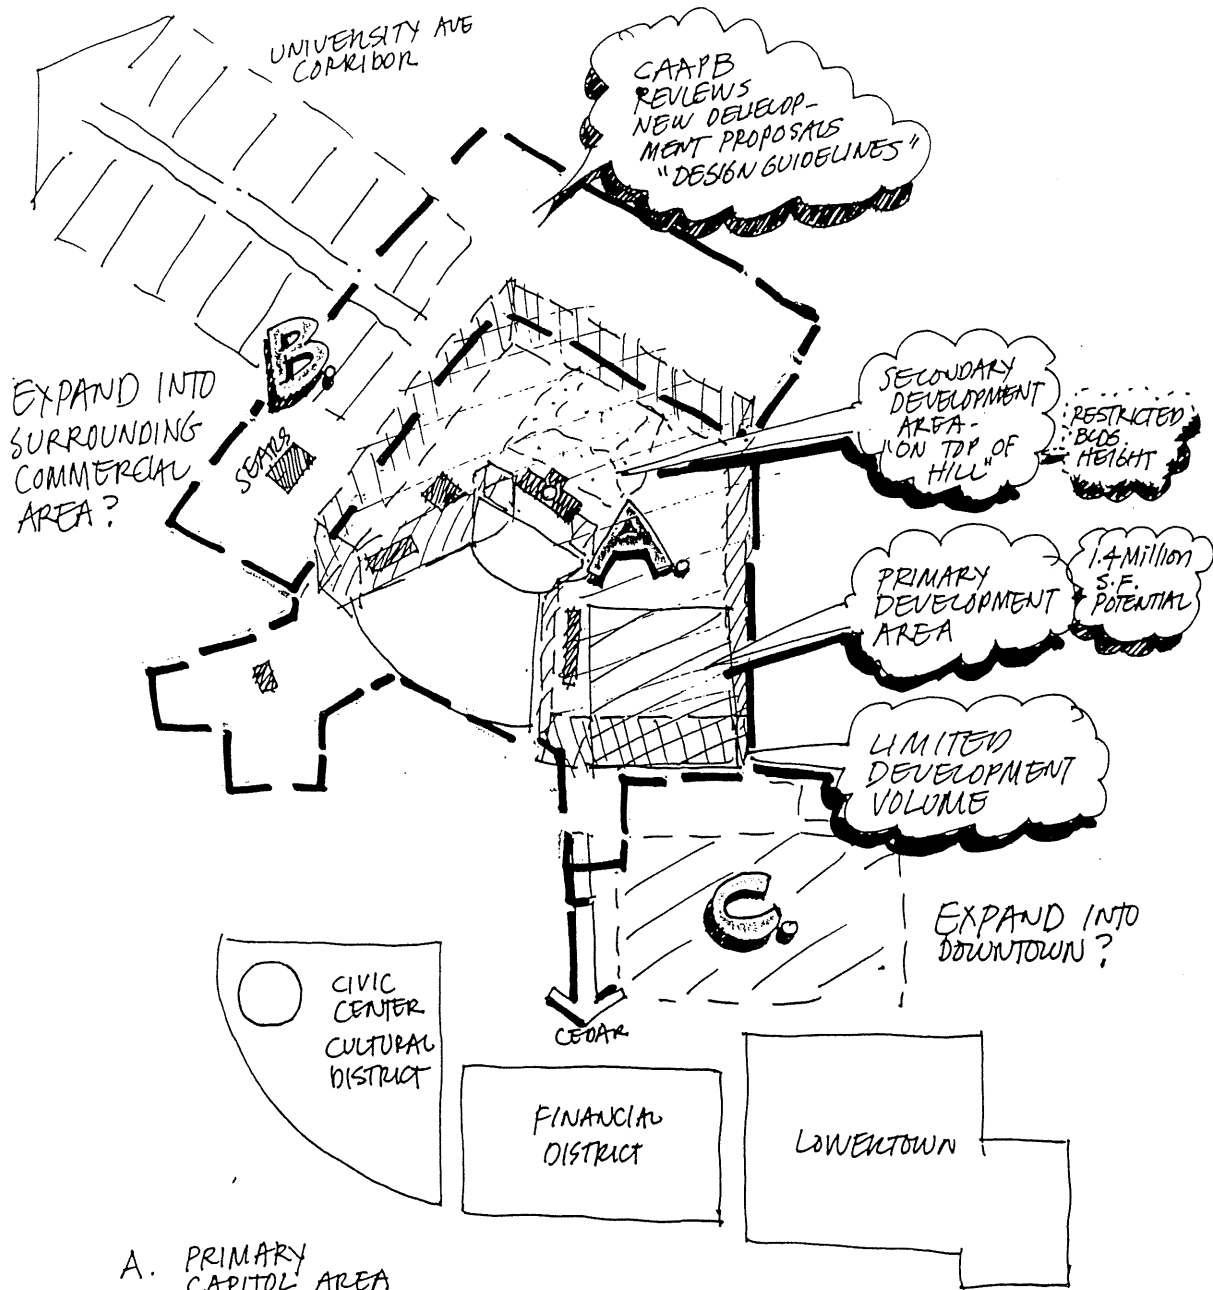 UNIVERSITY AVE
CORRIDOR
CAAPB
REVIEWS
NEW DEVELOP-
MENT PROPOSALS
"DESIGN GUIDELINES"
B.
EXPAND INTO
SURROUNDING
COMMERCIAL
AREA?
SEARS
SECONDARY
DEVELOPMENT
AREA-
"ON TOP OF
HILL"
RESTRICTED
BLDG.
HEIGHT
A.
PRIMARY
DEVELOPMENT
AREA
1.4 Million
S.F.
POTENTIAL
LIMITED
DEVELOPMENT
VOLUME
C.
EXPAND INTO
DOWNTOWN?
CEDAR
CIVIC
CENTER
CULTURAL
DISTRICT
FINANCIAL
DISTRICT
LOWERTOWN
A. PRIMARY
CAPITOL AREA